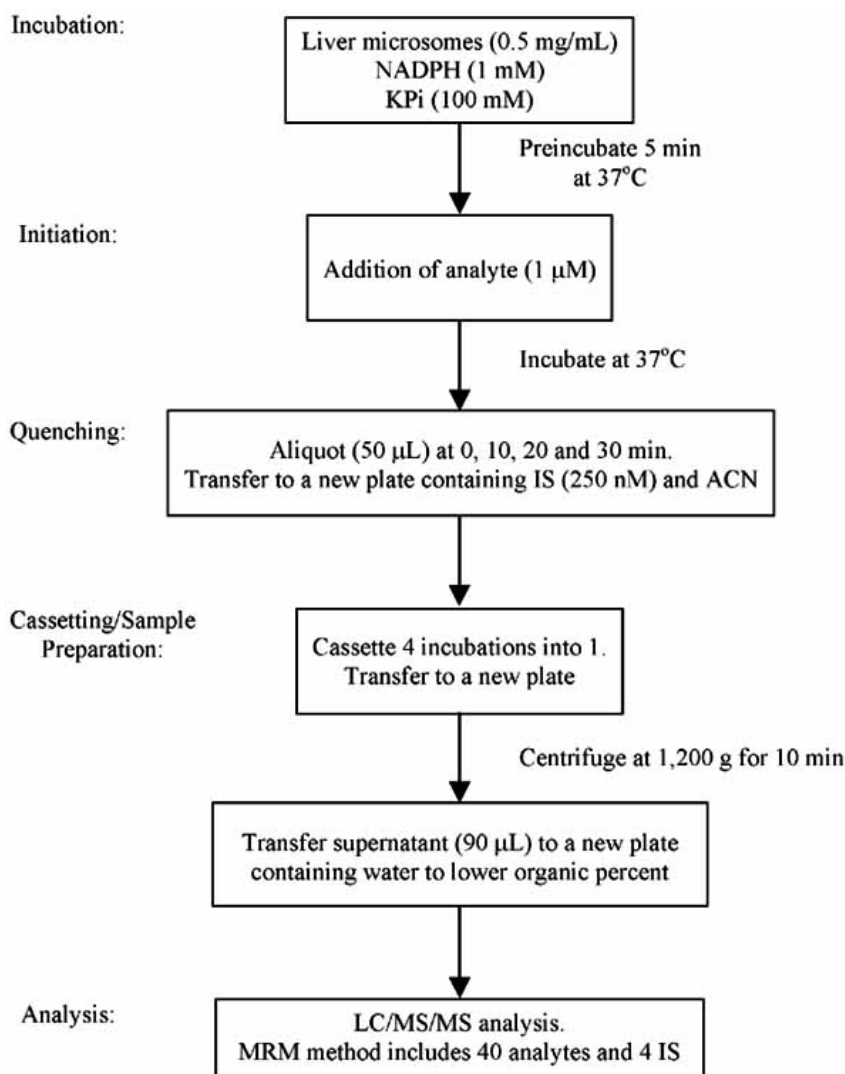 Incubation:
Liver microsomes (0.5 mg/mL)
NADPH (1 mM)
KPi (100 mM)
Preincubate 5 min
at 37°C
Initiation:
Addition of analyte (1 μM)
Incubate at 37°C
Quenching:
Aliquot (50 μL) at 0, 10, 20 and 30 min.
Transfer to a new plate containing IS (250 nM) and ACN
Cassetting/Sample
Preparation:
Cassette 4 incubations into 1.
Transfer to a new plate
Centrifuge at 1,200 g for 10 min
Transfer supernatant (90 μL) to a new plate
containing water to lower organic percent
Analysis:
LC/MS/MS analysis.
MRM method includes 40 analytes and 4 IS